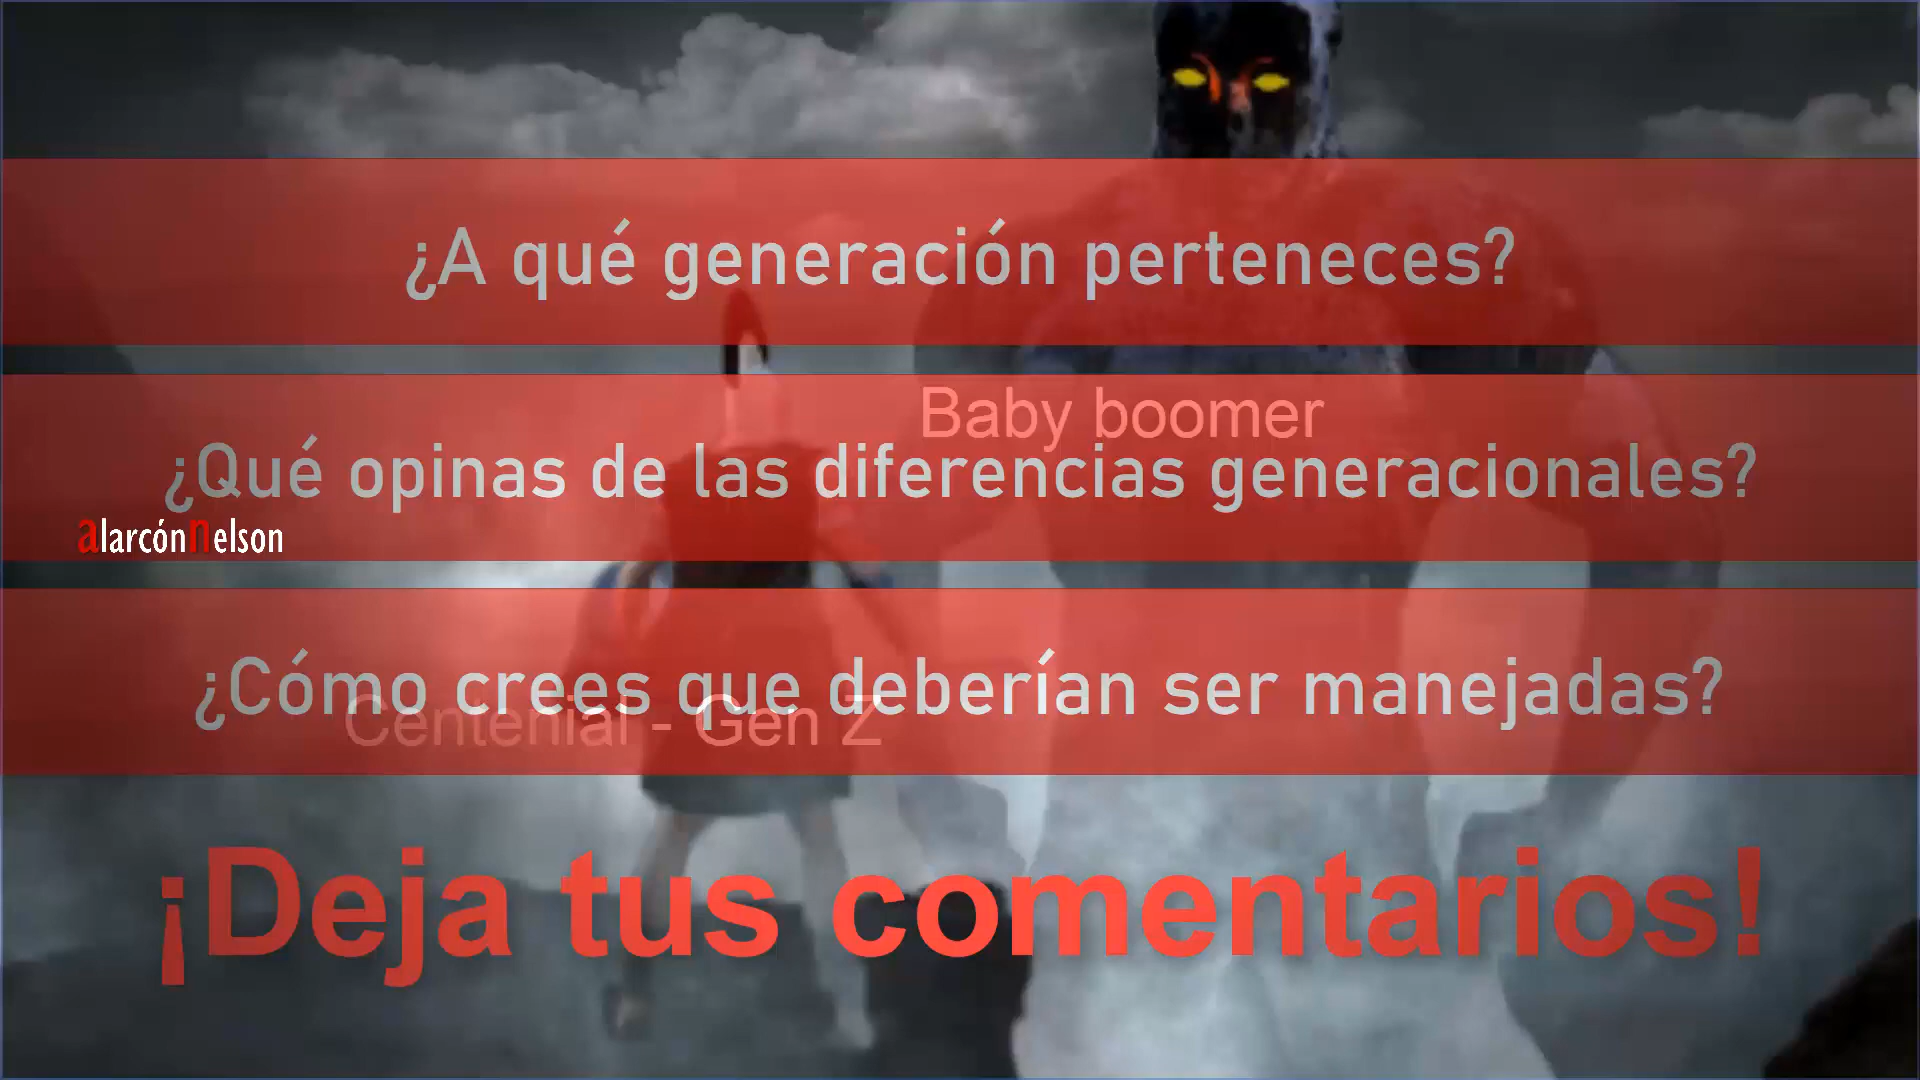 ¿A qué generación perteneces?
Baby boomer
¿Qué opinas de las diferencias generacionales?
alarcónnelson
¿Cómo crees que deberían ser manejadas?
Centenial - Gen Z
¡Deja tus comentarios!